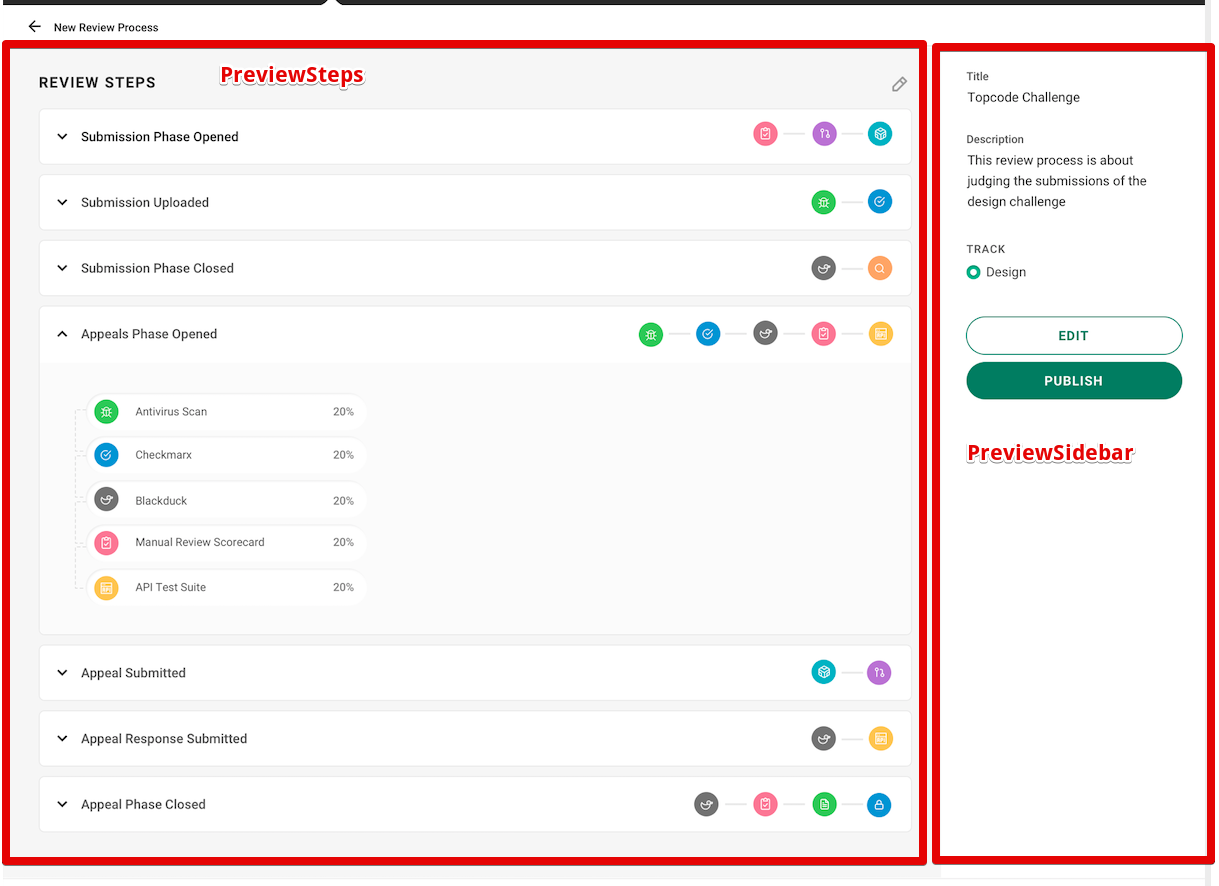 New Review Process
REVIEW STEPS
PreviewSteps
Submission Phase Opened
Submission Uploaded
Submission Phase Closed
Appeals Phase Opened
Antivirus Scan 20%
Checkmarx 20%
Blackduck 20%
Manual Review Scorecard 20%
API Test Suite 20%
Appeal Submitted
Appeal Response Submitted
Appeal Phase Closed
Title
Topcode Challenge
Description
This review process is about
judging the submissions of the
design challenge
TRACK
Design
EDIT
PUBLISH
PreviewSidebar